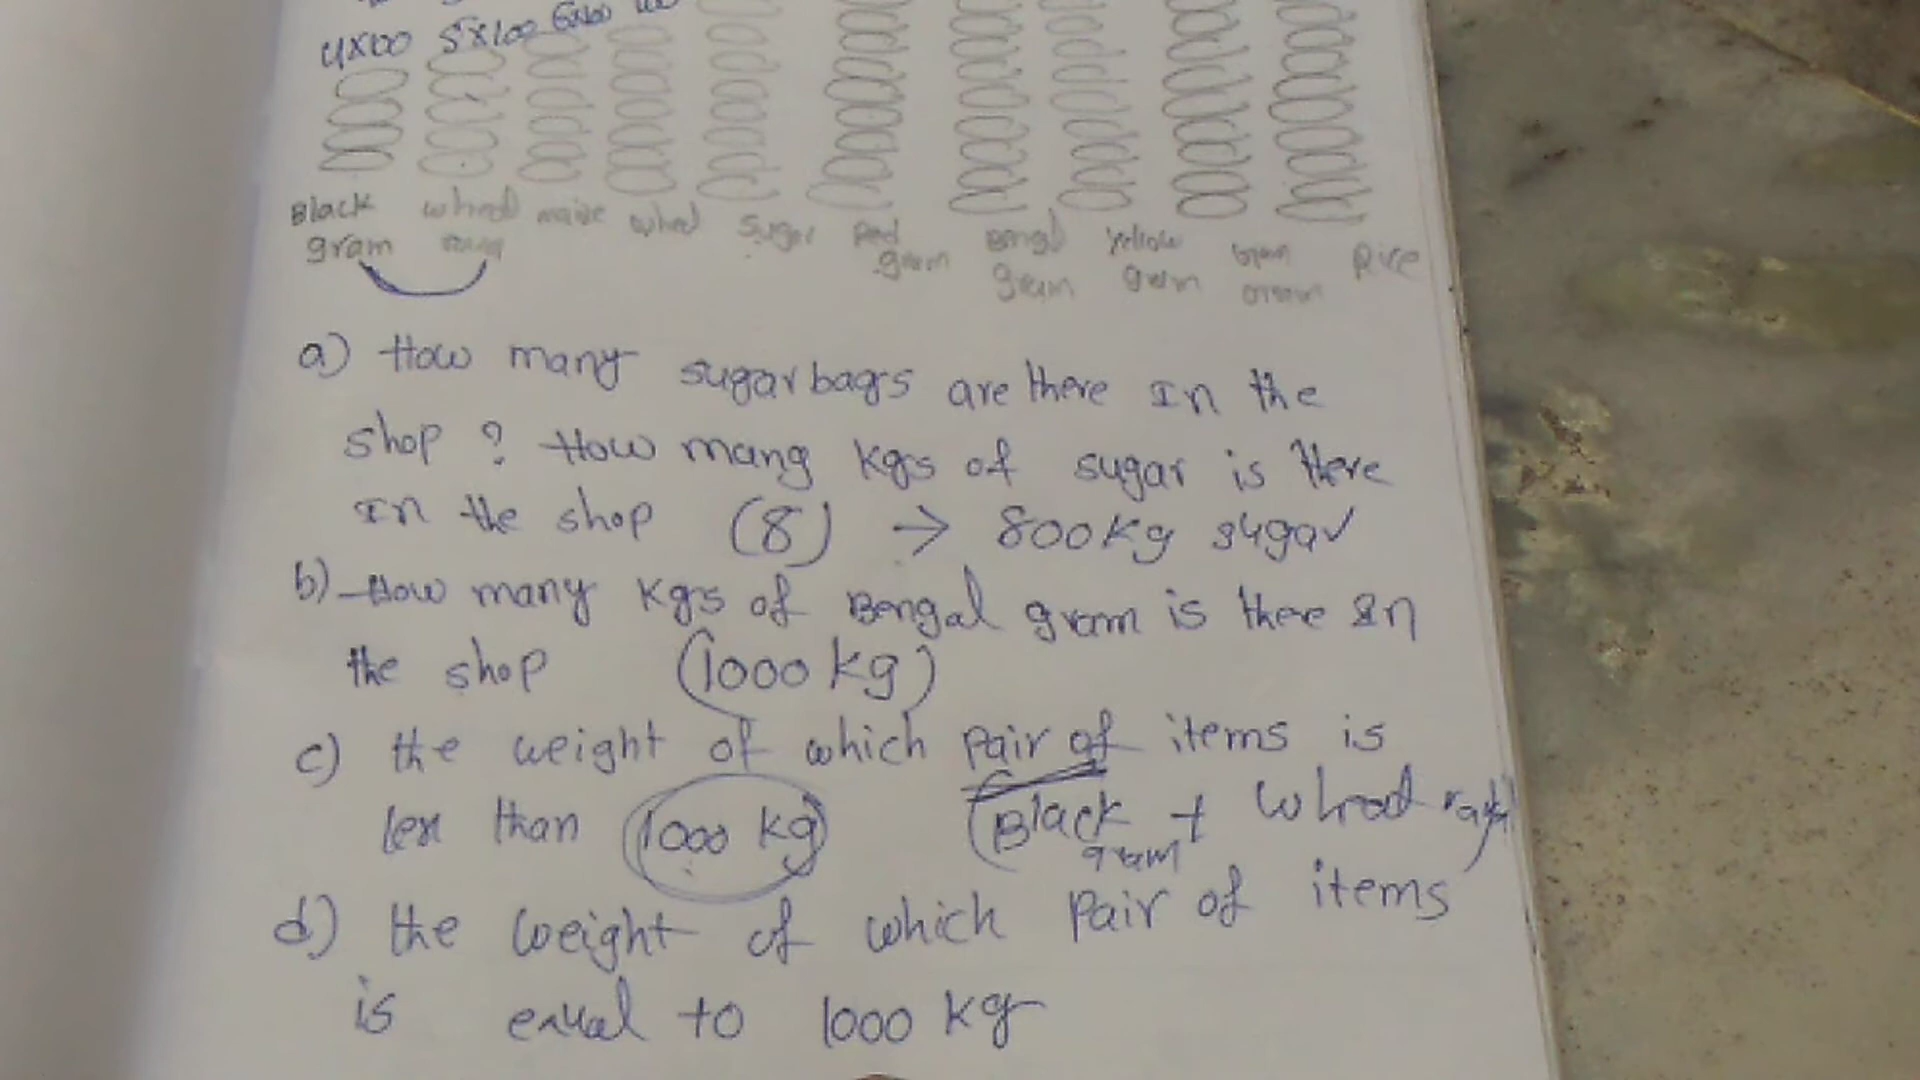 4X100 5X100 6X100
Black wheat maize wheat Sugar Red Bengal Yellow Rice
gram gram gram gram
a) How many sugar bags are there In the
shop ? How many Kgs of sugar is there
In the shop (8) → 800kg sugar
b) How many Kgs of Bengal gram is there In
the shop (1000 kg)
c) the weight of which pair of items is
less than 1000 kg (Black + wheat
gram
d) the weight of which Pair of items
is equal to 1000 kg